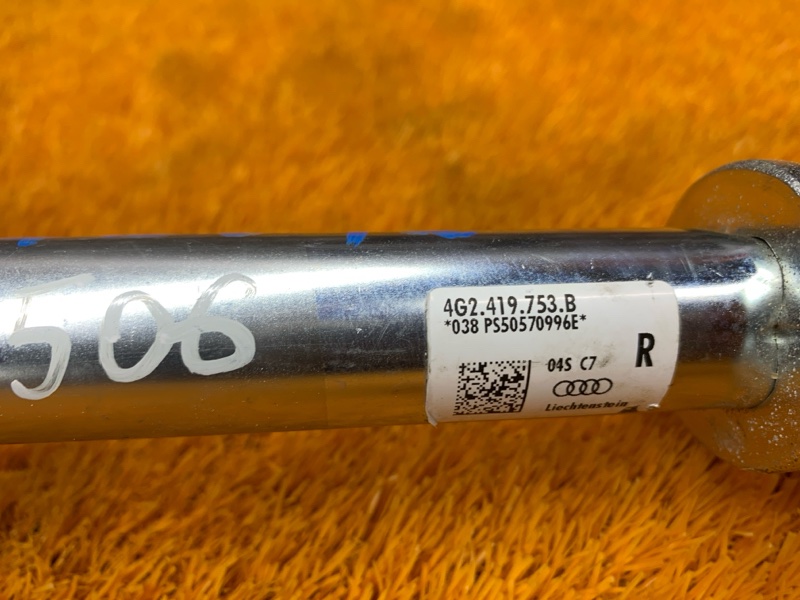 506
4G2.419.753.B
*038 PS50570996E*
04S C7
R
Liechtenstein